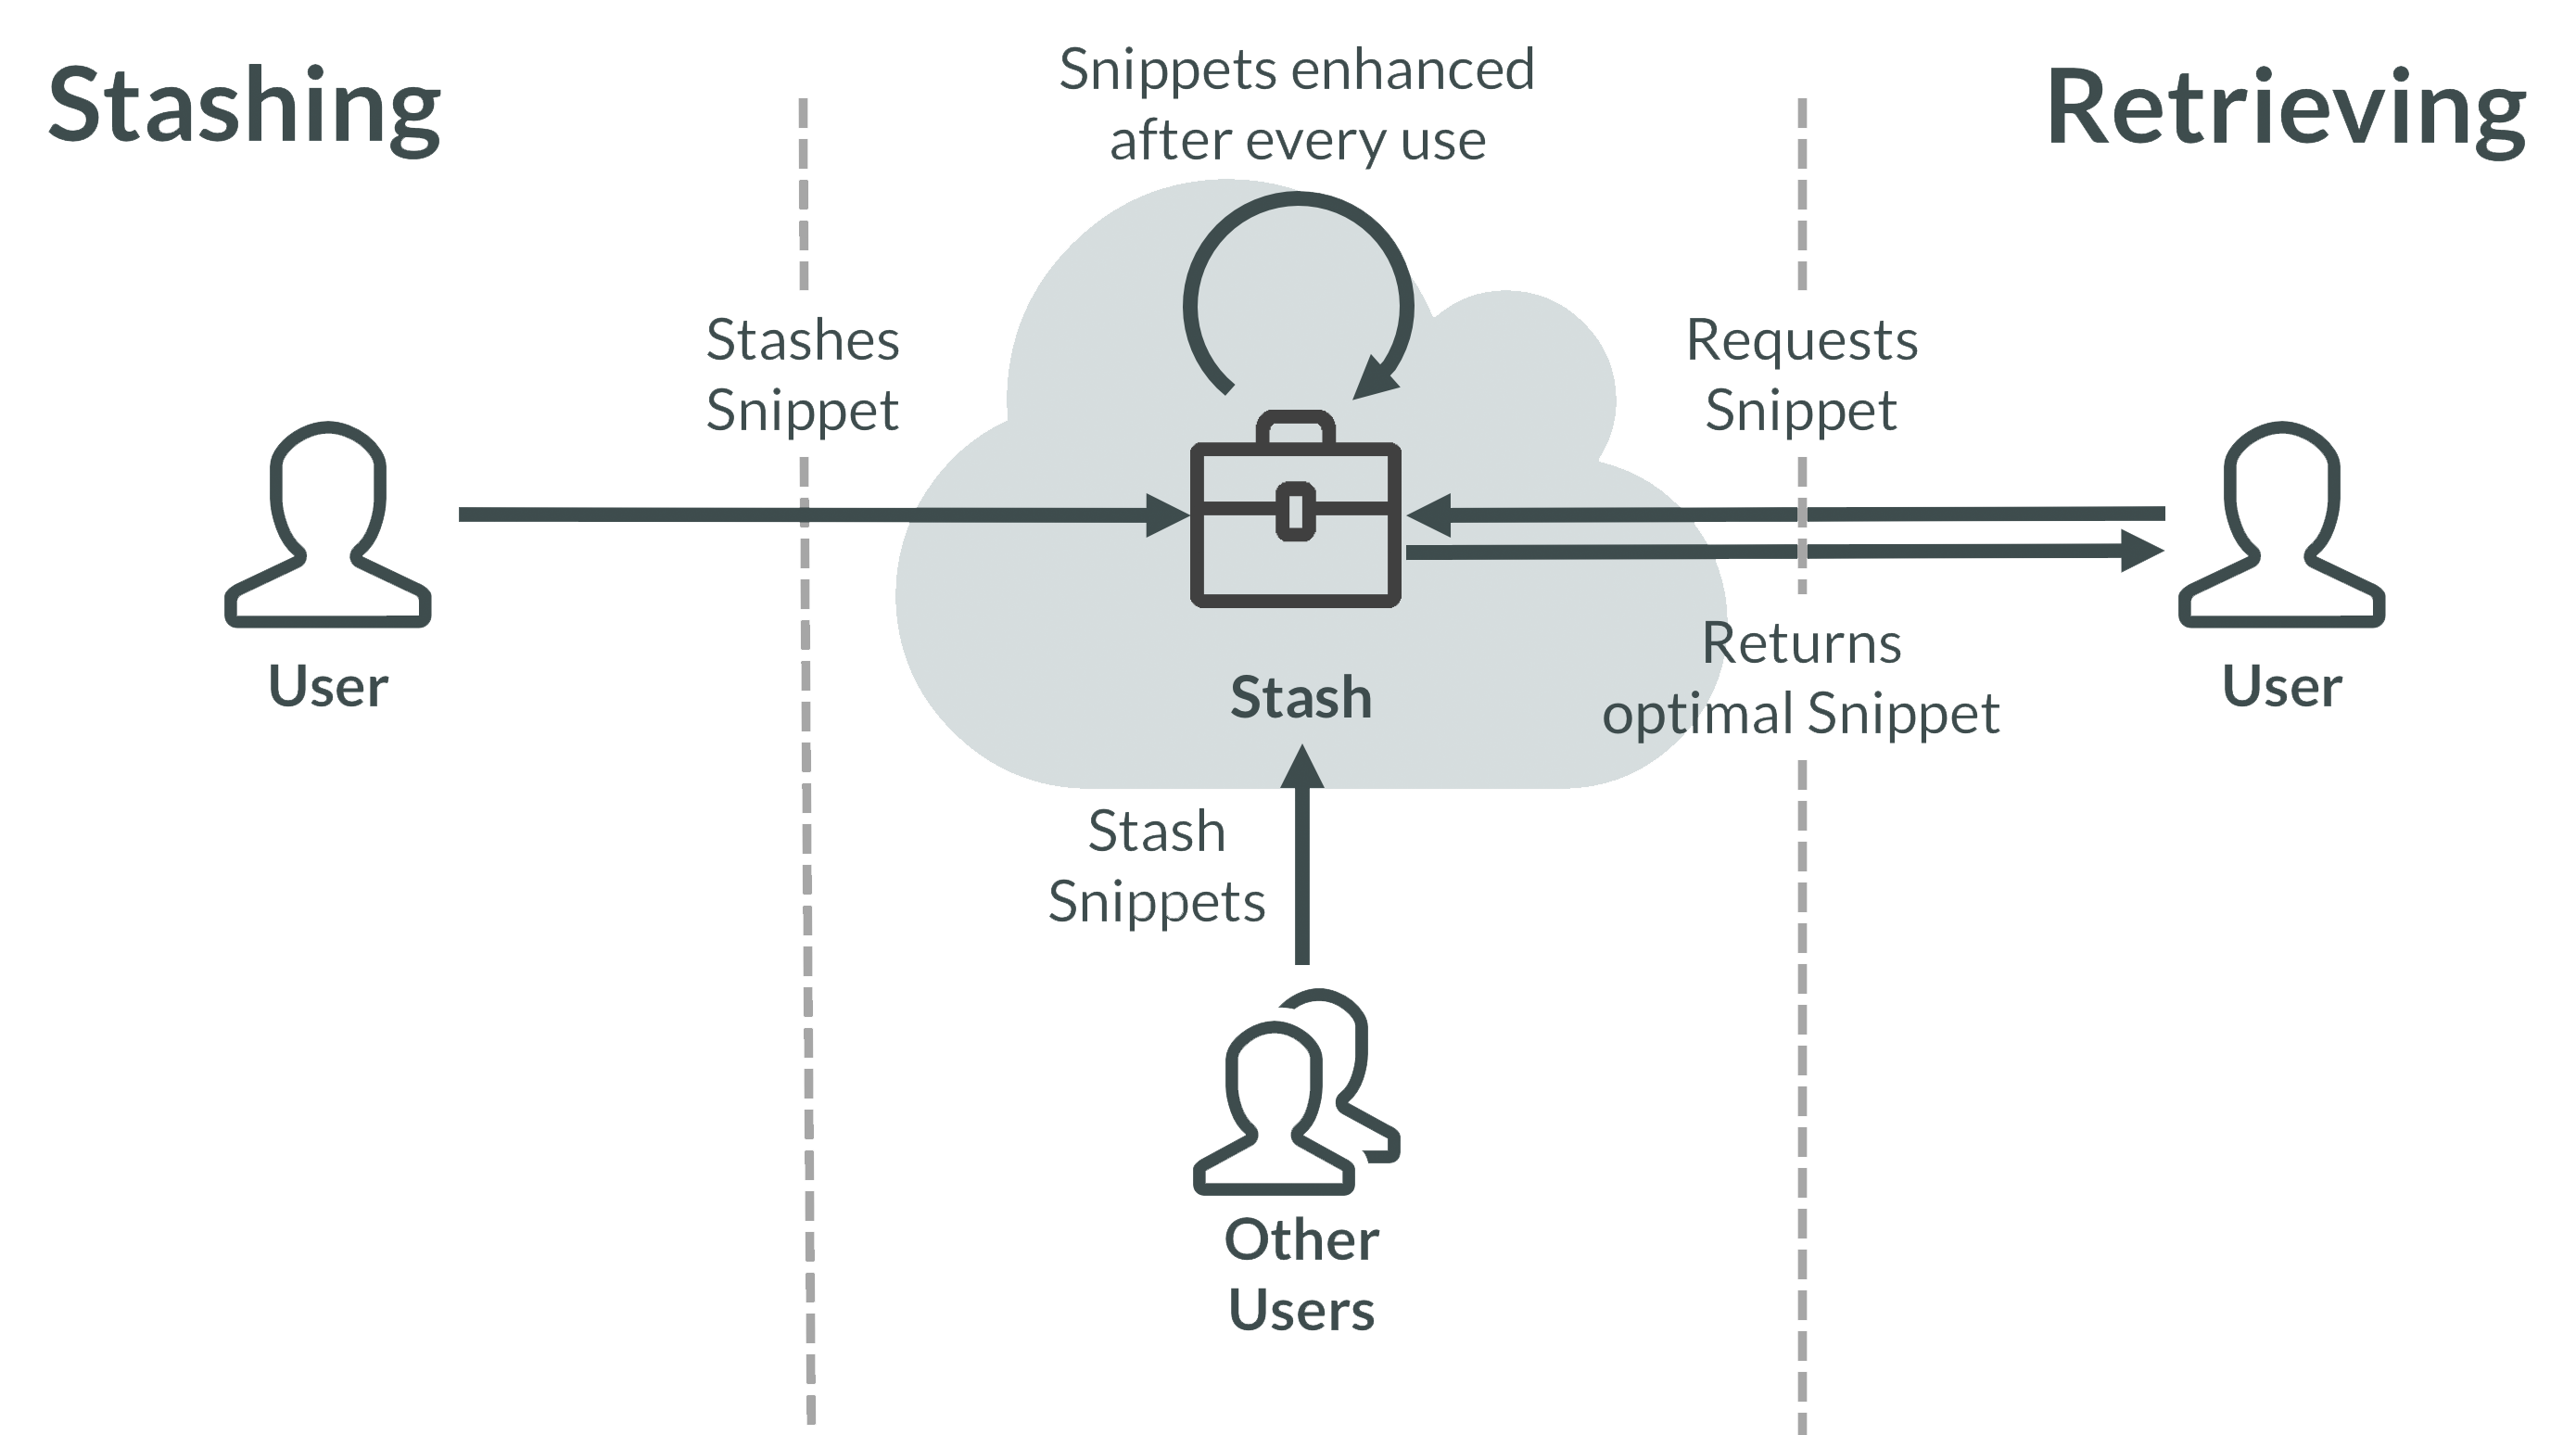 Stashing
Snippets enhanced
after every use
Retrieving
Stashes
Snippet
Requests
Snippet
User
Stash
Returns
optimal Snippet
User
Stash
Snippets
Other
Users